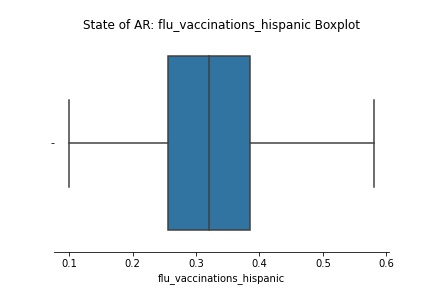 State of AR: flu_vaccinations_hispanic Boxplot
-
0.1 0.2 0.3 0.4 0.5 0.6
flu_vaccinations_hispanic